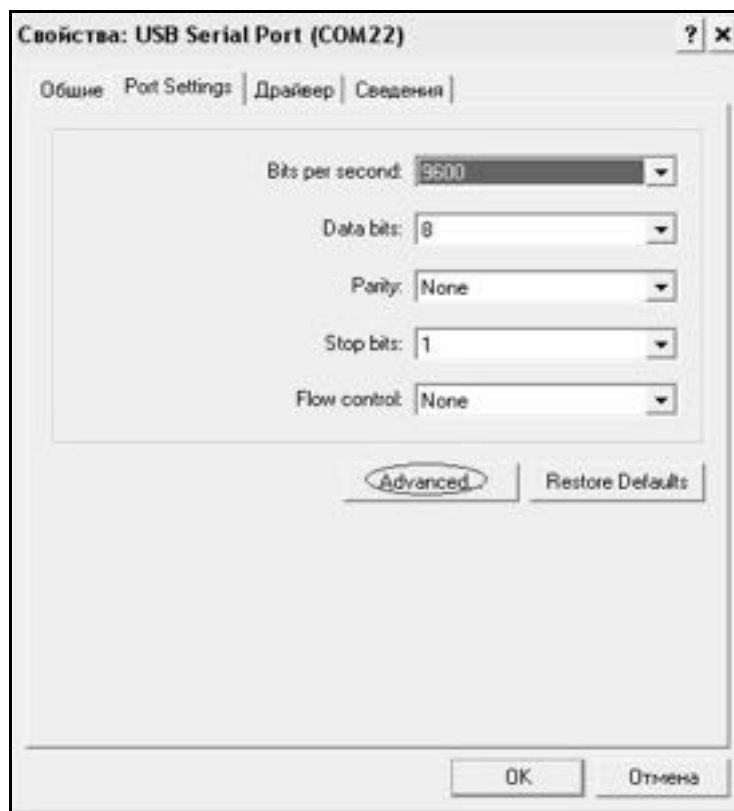 Свойства: USB Serial Port (COM22)
Общие Port Settings Драйвер Сведения
Bits per second: 9600
Data bits: 8
Parity: None
Stop bits: 1
Flow control: None
Advanced... Restore Defaults
OK Отмена